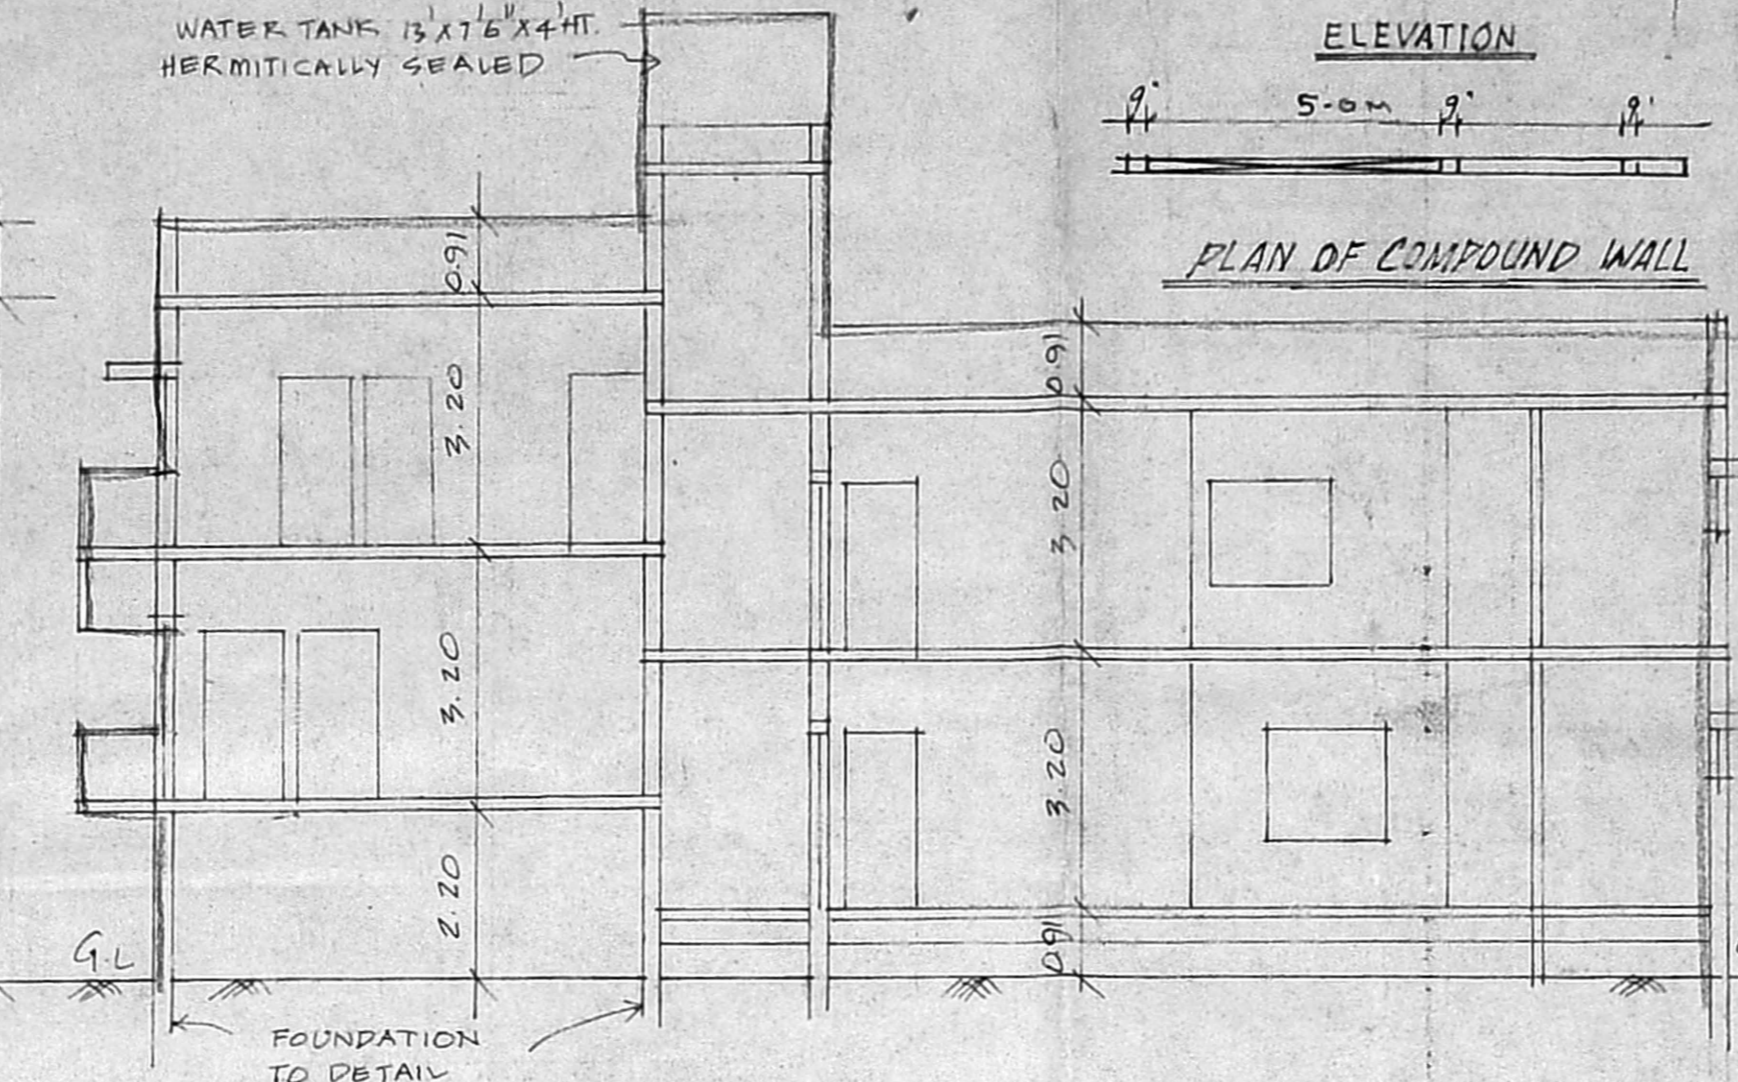 WATER TANK 13'X7'6"X4'HT.
HERMITICALLY SEALED
ELEVATION
9" 5-0M 9" 9"
PLAN OF COMPOUND WALL
0.91
3.20
3.20
2.20
0.91
3.20
3.20
0.91
G.L
FOUNDATION
TO DETAIL